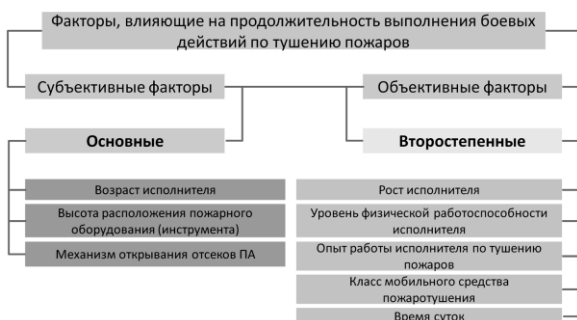 Факторы, влияющие на продолжительность выполнения боевых
действий по тушению пожаров
Субъективные факторы
Объективные факторы
Основные
Второстепенные
Возраст исполнителя
Высота расположения пожарного
оборудования (инструмента)
Механизм открывания отсеков ПА
Рост исполнителя
Уровень физической работоспособности
исполнителя
Опыт работы исполнителя по тушению
пожаров
Класс мобильного средства
пожаротушения
Время суток